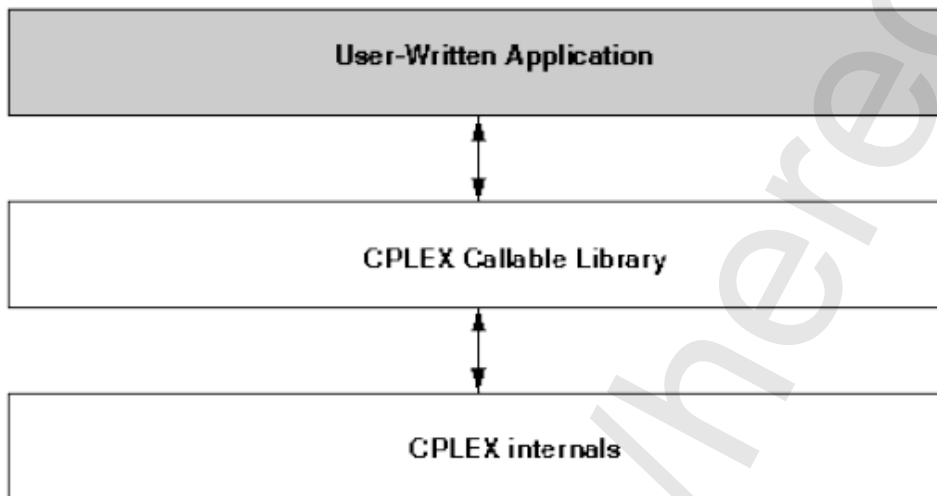 User-Written Application
CPLEX Callable Library
CPLEX internals